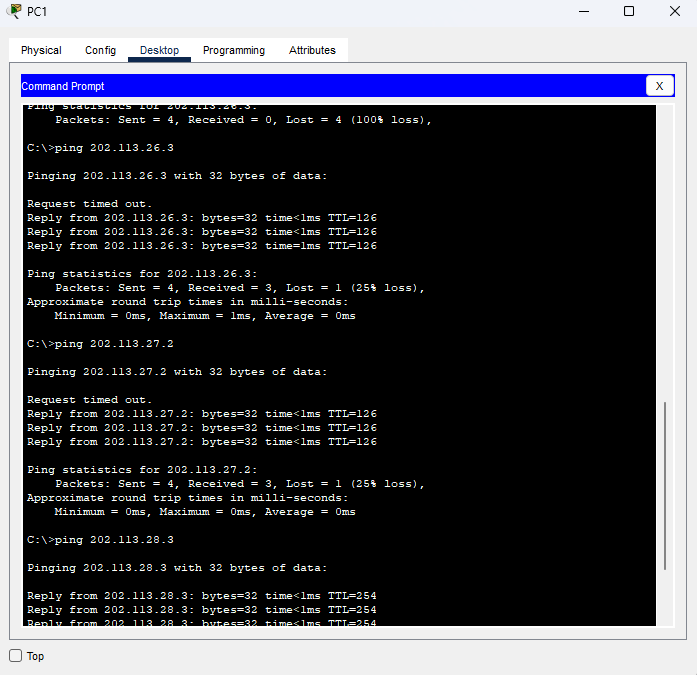 PC1
Physical Config Desktop Programming Attributes
Command Prompt
X
Ping statistics for 202.113.26.3:
Packets: Sent = 4, Received = 0, Lost = 4 (100% loss),
C:\>ping 202.113.26.3
Pinging 202.113.26.3 with 32 bytes of data:
Request timed out.
Reply from 202.113.26.3: bytes=32 time<1ms TTL=126
Reply from 202.113.26.3: bytes=32 time<1ms TTL=126
Reply from 202.113.26.3: bytes=32 time=1ms TTL=126
Ping statistics for 202.113.26.3:
Packets: Sent = 4, Received = 3, Lost = 1 (25% loss),
Approximate round trip times in milli-seconds:
Minimum = 0ms, Maximum = 1ms, Average = 0ms
C:\>ping 202.113.27.2
Pinging 202.113.27.2 with 32 bytes of data:
Request timed out.
Reply from 202.113.27.2: bytes=32 time<1ms TTL=126
Reply from 202.113.27.2: bytes=32 time<1ms TTL=126
Reply from 202.113.27.2: bytes=32 time<1ms TTL=126
Ping statistics for 202.113.27.2:
Packets: Sent = 4, Received = 3, Lost = 1 (25% loss),
Approximate round trip times in milli-seconds:
Minimum = 0ms, Maximum = 0ms, Average = 0ms
C:\>ping 202.113.28.3
Pinging 202.113.28.3 with 32 bytes of data:
Reply from 202.113.28.3: bytes=32 time<1ms TTL=254
Reply from 202.113.28.3: bytes=32 time<1ms TTL=254
Reply from 202.113.28.3: bytes=32 time<1ms TTL=254
Top